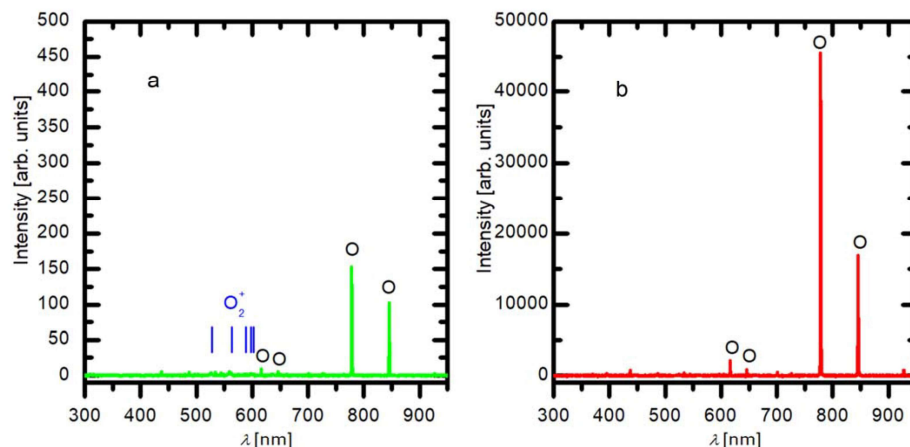 500
450
400
350
300
250
200
150
100
50
0
Intensity [arb. units]
a
O₂⁺
O
O
O
O
300 400 500 600 700 800 900
λ [nm]
50000
40000
30000
20000
10000
0
Intensity [arb. units]
b
O
O
O
O
300 400 500 600 700 800 900
λ [nm]